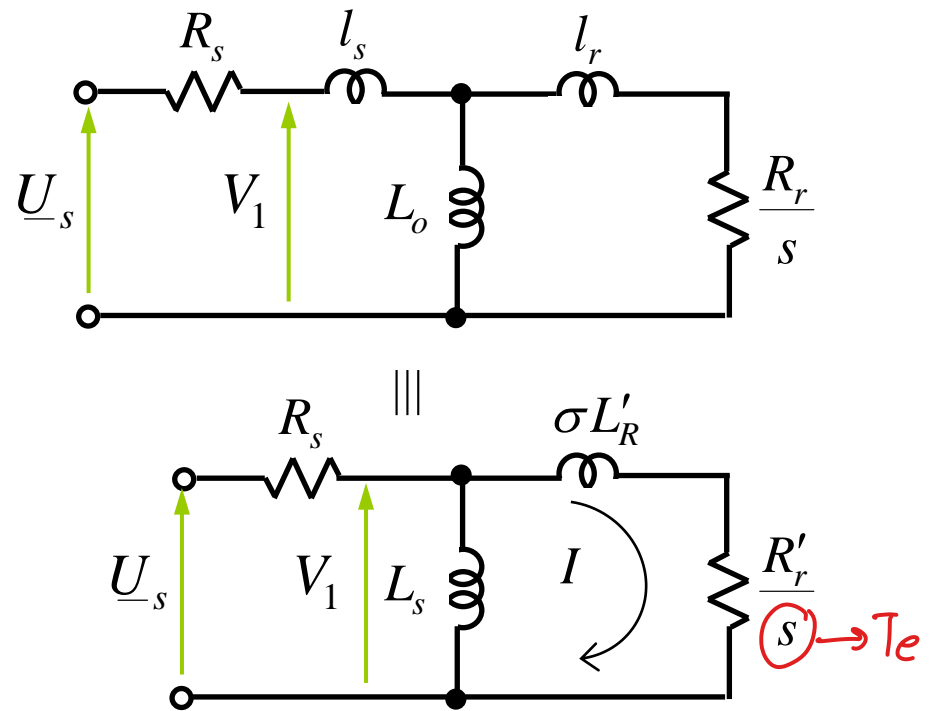 R_s l_s l_r
U_s V_1 L_o R_r/s
|||
R_s σL'_R
U_s V_1 L_s I R'_r/s → Te